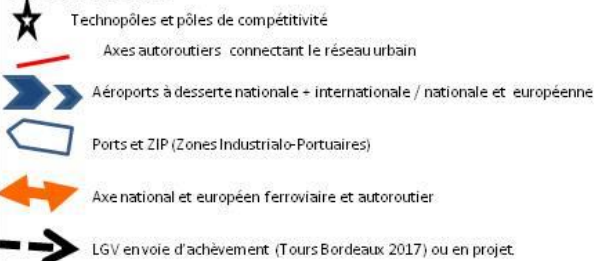 Technopôles et pôles de compétitivité
Axes autoroutiers connectant le réseau urbain
Aéroports à desserte nationale + internationale / nationale et européenne
Ports et ZIP (Zones Industrialo-Portuaires)
Axe national et européen ferroviaire et autoroutier
LGV en voie d'achèvement (Tours Bordeaux 2017) ou en projet